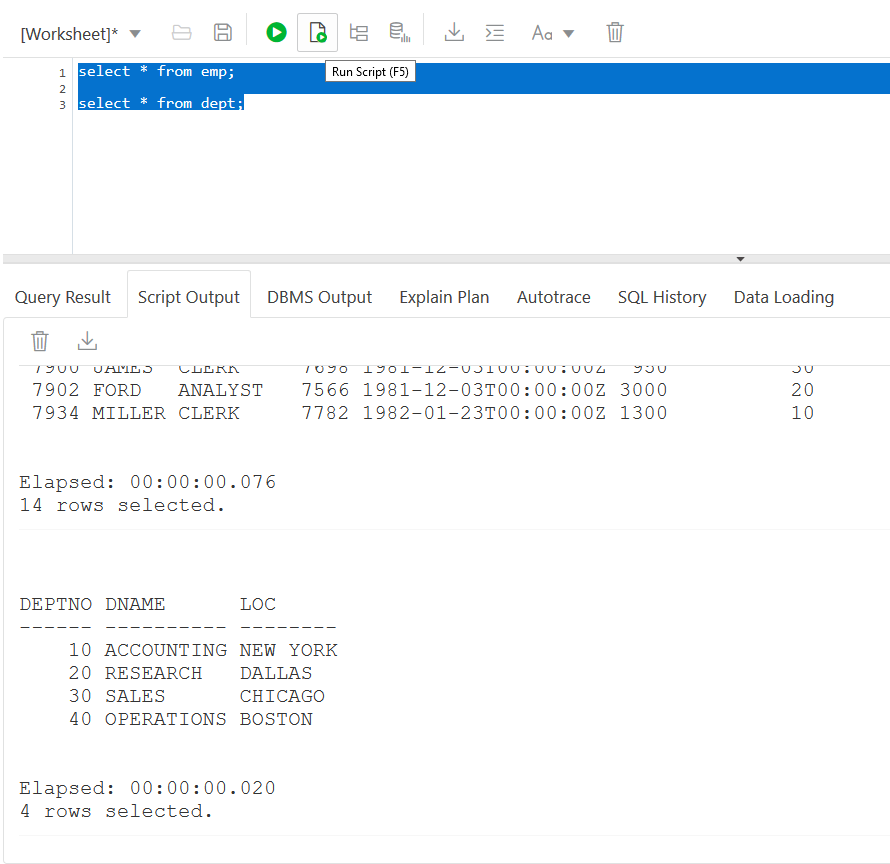 [Worksheet]*
Aa
1 select * from emp;
Run Script (F5)
2
3 select * from dept;
Query Result Script Output DBMS Output Explain Plan Autotrace SQL History Data Loading
7900 JAMES CLERK 7698 1981-12-03T00:00:00Z 950 30
7902 FORD ANALYST 7566 1981-12-03T00:00:00Z 3000 20
7934 MILLER CLERK 7782 1982-01-23T00:00:00Z 1300 10
Elapsed: 00:00:00.076
14 rows selected.
DEPTNO DNAME LOC
------ ---------- --------
10 ACCOUNTING NEW YORK
20 RESEARCH DALLAS
30 SALES CHICAGO
40 OPERATIONS BOSTON
Elapsed: 00:00:00.020
4 rows selected.